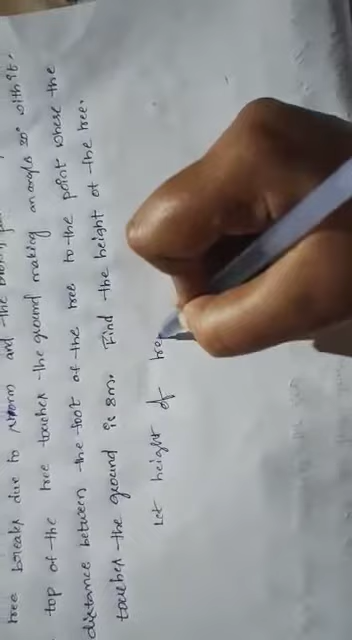 tree breaks due to storm and the broken
top of the tree touches the ground making an angle 30° with it.
distance between the foot of the tree to the point where the
touches the ground is 8m. Find the height of the tree.
Let height of tre